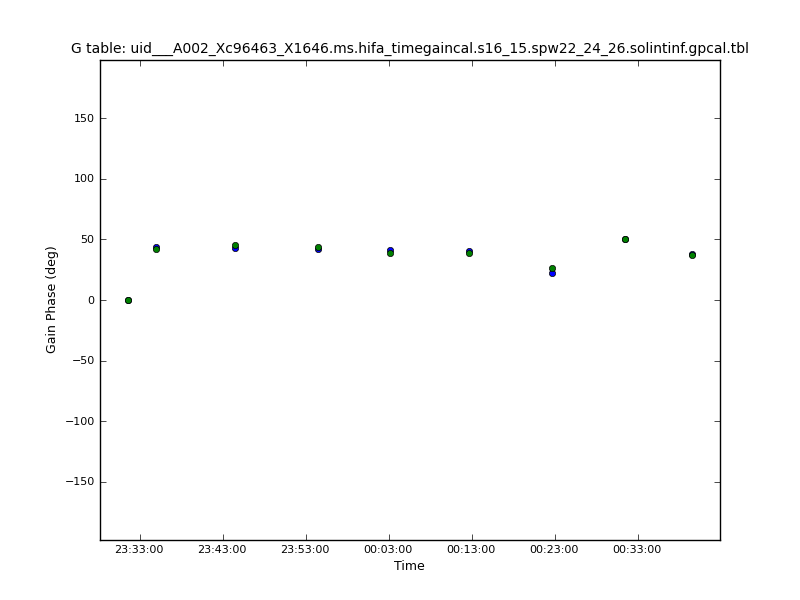 G table: uid___A002_Xc96463_X1646.ms.hifa_timegaincal.s16_15.spw22_24_26.solintinf.gpcal.tbl
150
100
50
0
−50
−100
−150
Gain Phase (deg)
23:33:00 23:43:00 23:53:00 00:03:00 00:13:00 00:23:00 00:33:00
Time